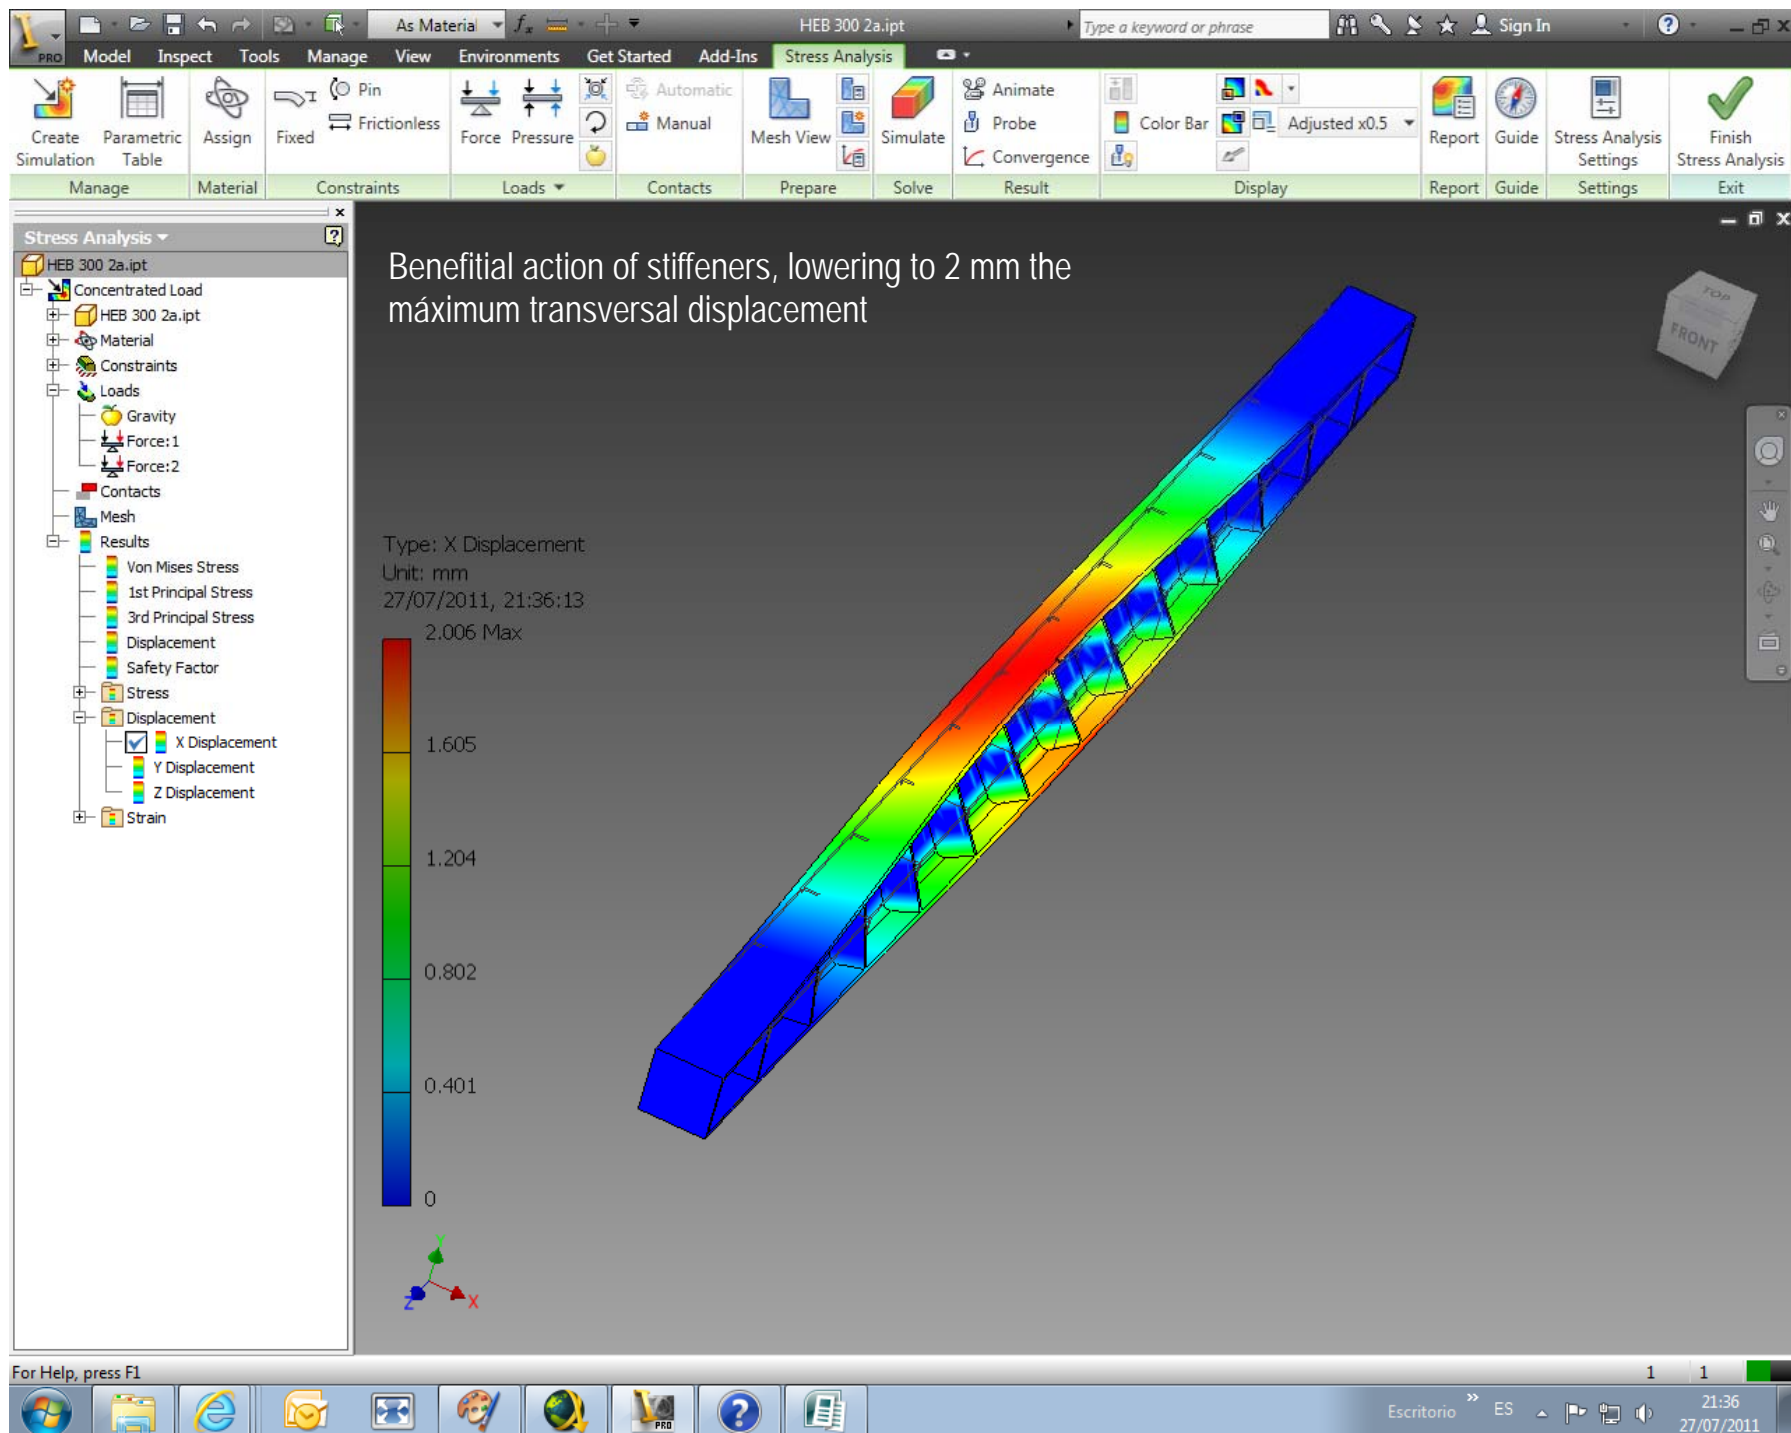 As Material
HEB 300 2a.ipt
Type a keyword or phrase
Sign In
PRO
Model Inspect Tools Manage View Environments Get Started Add-Ins Stress Analysis
Create Simulation
Parametric Table
Assign
Fixed
Pin
Frictionless
Force Pressure
Automatic
Manual
Mesh View
Simulate
Animate
Probe
Convergence
Color Bar
Adjusted x0.5
Report
Guide
Stress Analysis Settings
Finish Stress Analysis
Manage Material Constraints Loads Contacts Prepare Solve Result Display Report Guide Settings Exit
Stress Analysis
HEB 300 2a.ipt
Concentrated Load
HEB 300 2a.ipt
Material
Constraints
Loads
Gravity
Force:1
Force:2
Contacts
Mesh
Results
Von Mises Stress
1st Principal Stress
3rd Principal Stress
Displacement
Safety Factor
Stress
Displacement
X Displacement
Y Displacement
Z Displacement
Strain
Benefitial action of stiffeners, lowering to 2 mm the
máximum transversal displacement
TOP
FRONT
Type: X Displacement
Unit: mm
27/07/2011, 21:36:13
2.006 Max
1.605
1.204
0.802
0.401
0
Y
Z
X
For Help, press F1
1 1
PRO
Escritorio » ES
21:36
27/07/2011